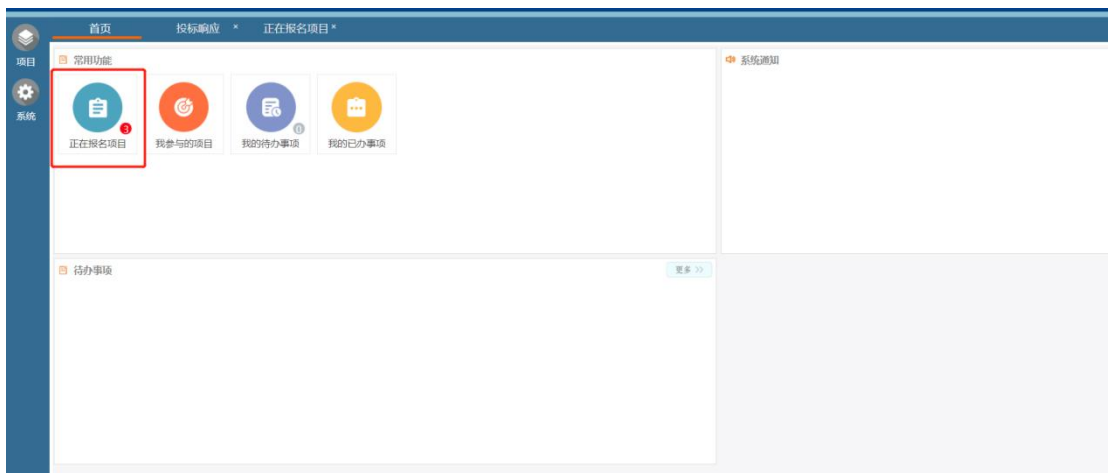 首页 投标响应 × 正在报名项目 ×
项目
系统
常用功能
3
正在报名项目
我参与的项目
0
我的待办事项
我的已办事项
系统通知
待办事项
更多 >>